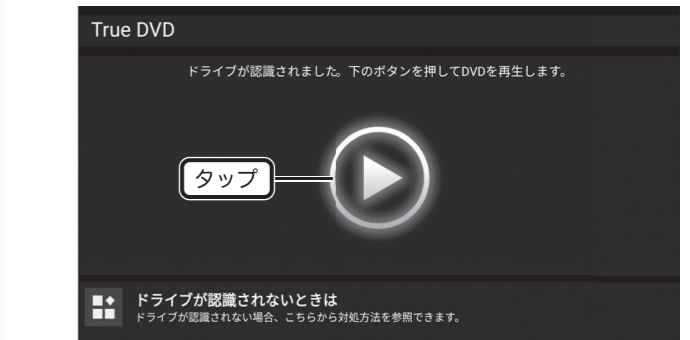 True DVD
ドライブが認識されました。下のボタンを押してDVDを再生します。
タップ
ドライブが認識されないときは
ドライブが認識されない場合、こちらから対処方法を参照できます。